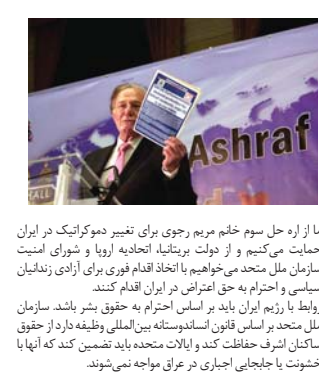 Ashraf
HALL
ما از اره حل سوم خانم مریم رجوی برای تغییر دموکراتیک در ایران
حمایت می‌کنیم و از دولت بریتانیا، اتحادیه اروپا و شورای امنیت
سازمان ملل متحد می‌خواهیم با اتخاذ اقدام فوری برای آزادی زندانیان
سیاسی و احترام به حق اعتراض در ایران اقدام کنند.
روابط با رژیم ایران باید بر اساس احترام به حقوق بشر باشد. سازمان
ملل متحد بر اساس قانون انساندوستانه بین‌المللی وظیفه دارد از حقوق
ساکنان اشرف حفاظت کند و ایالات متحده باید تضمین کند که آنها با
خشونت یا جابجایی اجباری در عراق مواجه نمی‌شوند.